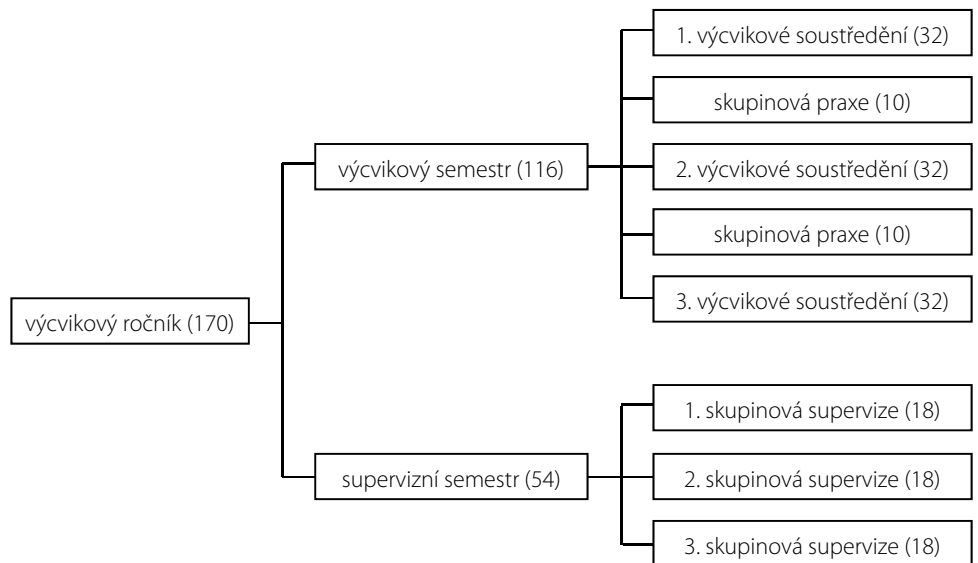 1. výcvikové soustředění (32)
skupinová praxe (10)
výcvikový semestr (116)
2. výcvikové soustředění (32)
skupinová praxe (10)
3. výcvikové soustředění (32)
výcvikový ročník (170)
1. skupinová supervize (18)
supervizní semestr (54)
2. skupinová supervize (18)
3. skupinová supervize (18)